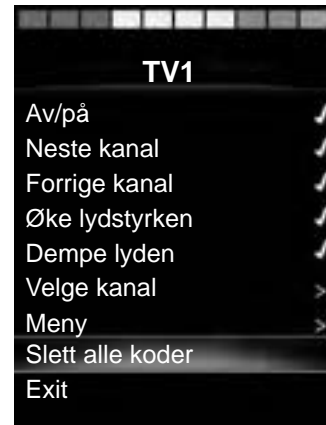 TV1
Av/på
Neste kanal
Forrige kanal
Øke lydstyrken
Dempe lyden
Velge kanal
Meny
Slett alle koder
Exit